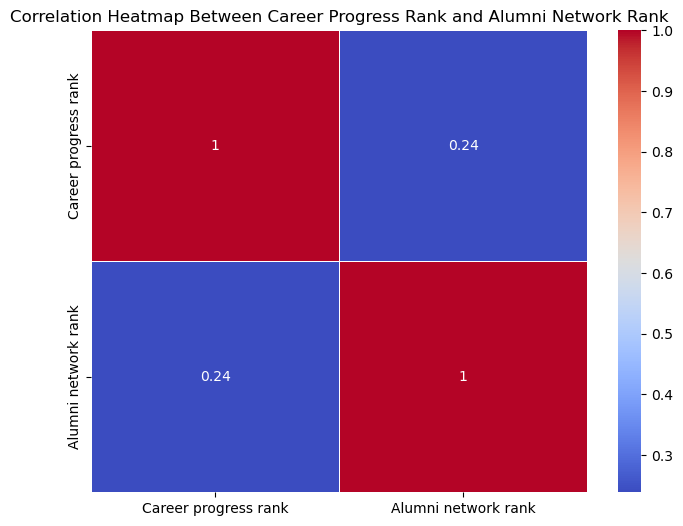 Correlation Heatmap Between Career Progress Rank and Alumni Network Rank
Career progress rank
Alumni network rank
1
0.24
0.24
1
Career progress rank
Alumni network rank
1.0
0.9
0.8
0.7
0.6
0.5
0.4
0.3